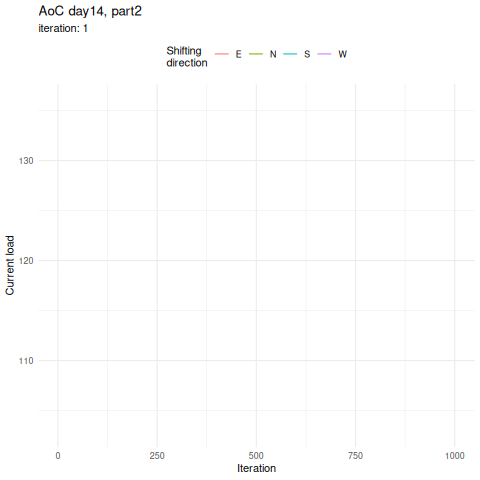 AoC day14, part2
iteration: 1
Shifting
direction
E
N
S
W
130
120
110
Current load
0
250
500
750
1000
Iteration